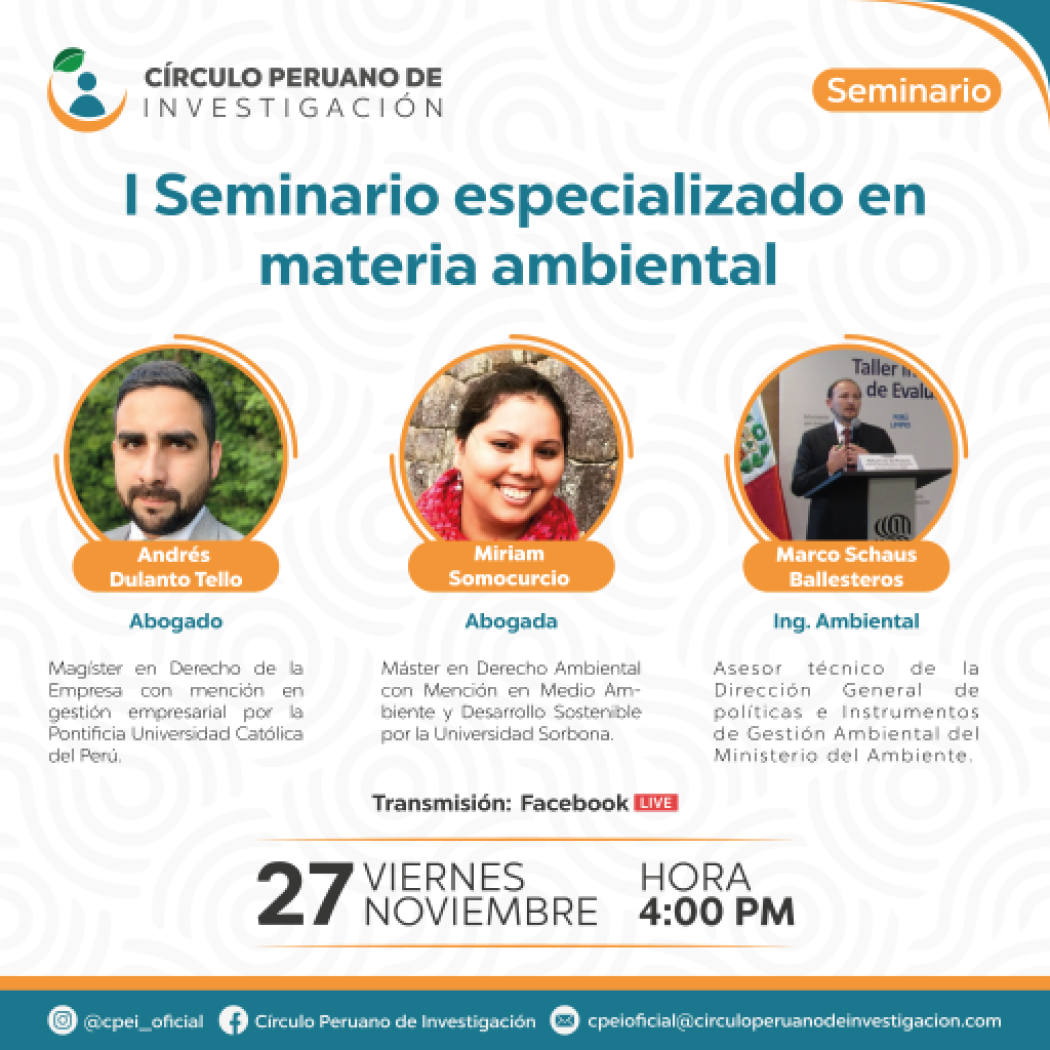 CÍRCULO PERUANO DE
INVESTIGACIÓN
Seminario
I Seminario especializado en
materia ambiental
Taller
de Evalu
Andrés
Dulanto Tello
Abogado
Magíster en Derecho de la
Empresa con mención en
gestión empresarial por la
Pontificia Universidad Católica
del Perú.
Miriam
Somocurcio
Abogada
Máster en Derecho Ambiental
con Mención en Medio Am-
biente y Desarrollo Sostenible
por la Universidad Sorbona.
Marco Schaus
Ballesteros
Ing. Ambiental
Asesor técnico de la
Dirección General de
políticas e Instrumentos
de Gestión Ambiental del
Ministerio del Ambiente.
Transmisión: Facebook LIVE
27 VIERNES
NOVIEMBRE
HORA
4:00 PM
@cpei_oficial Círculo Peruano de Investigación cpeioficial@circuloperuanodeinvestigacion.com